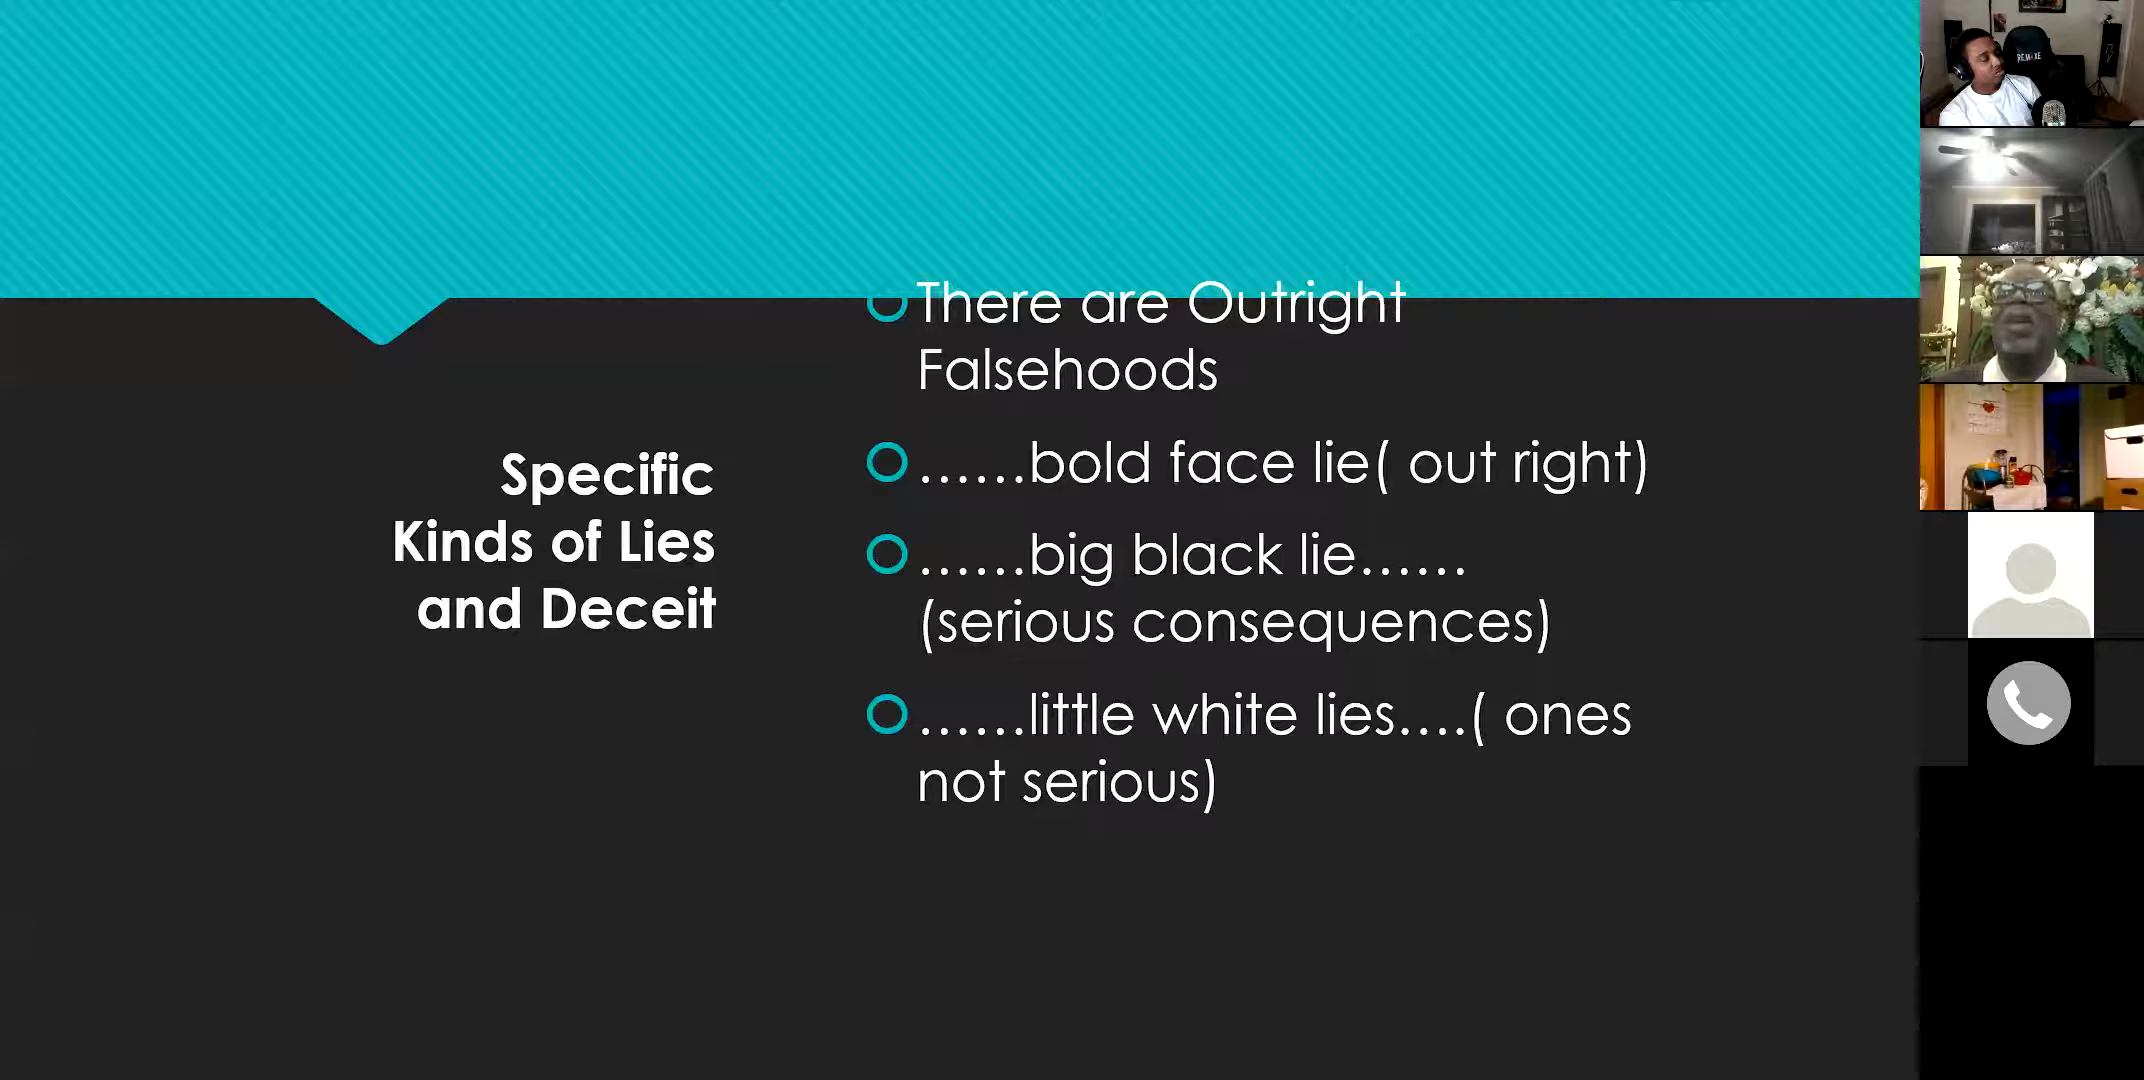 Specific
Kinds of Lies
and Deceit
There are Outright
Falsehoods
......bold face lie( out right)
......big black lie......
(serious consequences)
......little white lies....( ones
not serious)